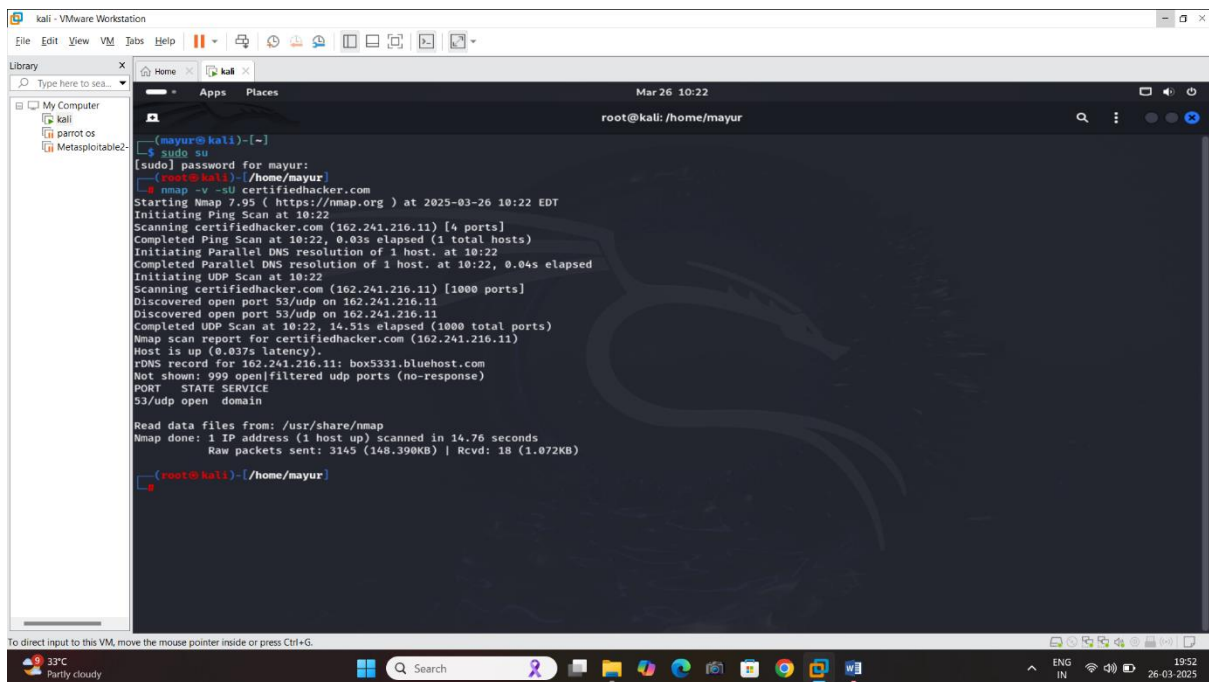 kali - VMware Workstation
File Edit View VM Tabs Help
Library
Type here to sea...
My Computer
kali
parrot os
Metasploitable2-
Home
kali
Apps Places
Mar 26 10:22
root@kali: /home/mayur
(mayur㉿kali)-[~]
$ sudo su
[sudo] password for mayur:
(root㉿kali)-[/home/mayur]
# nmap -v -sU certifiedhacker.com
Starting Nmap 7.95 ( https://nmap.org ) at 2025-03-26 10:22 EDT
Initiating Ping Scan at 10:22
Scanning certifiedhacker.com (162.241.216.11) [4 ports]
Completed Ping Scan at 10:22, 0.03s elapsed (1 total hosts)
Initiating Parallel DNS resolution of 1 host. at 10:22
Completed Parallel DNS resolution of 1 host. at 10:22, 0.04s elapsed
Initiating UDP Scan at 10:22
Scanning certifiedhacker.com (162.241.216.11) [1000 ports]
Discovered open port 53/udp on 162.241.216.11
Discovered open port 53/udp on 162.241.216.11
Completed UDP Scan at 10:22, 14.51s elapsed (1000 total ports)
Nmap scan report for certifiedhacker.com (162.241.216.11)
Host is up (0.037s latency).
rDNS record for 162.241.216.11: box5331.bluehost.com
Not shown: 999 open|filtered udp ports (no-response)
PORT STATE SERVICE
53/udp open domain
Read data files from: /usr/share/nmap
Nmap done: 1 IP address (1 host up) scanned in 14.76 seconds
Raw packets sent: 3145 (148.390KB) | Rcvd: 18 (1.072KB)
(root㉿kali)-[/home/mayur]
#
To direct input to this VM, move the mouse pointer inside or press Ctrl+G.
9
33°C
Partly cloudy
Search
ENG
IN
19:52
26-03-2025